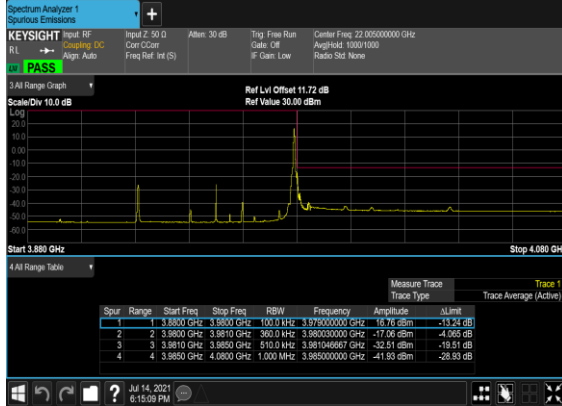 Spectrum Analyzer 1
Spurious Emissions
KEYSIGHT Input: RF Input Z: 50 Ω Atten: 30 dB Trig: Free Run Center Freq: 22.005000000 GHz
RL Coupling: DC Corr CCorr Gate: Off Avg|Hold: 1000/1000
Align: Auto Freq Ref: Int (S) IF Gain: Low Radio Std: None
PASS
3 All Range Graph
Ref Lvl Offset 11.72 dB
Scale/Div 10.0 dB Ref Value 30.00 dBm
Log
20.0
10.0
0.00
-10.0
-20.0
-30.0
-40.0
-50.0
-60.0
Start 3.880 GHz Stop 4.080 GH
4 All Range Table
Measure Trace Trace 1
Trace Type Trace Average (Active)
Spur Range Start Freq Stop Freq RBW Frequency Amplitude ΔLimit
1 1 3.8800 GHz 3.9800 GHz 100.0 kHz 3.979000000 GHz 16.76 dBm -13.24 dB
2 2 3.9800 GHz 3.9810 GHz 360.0 kHz 3.980030000 GHz -17.06 dBm -4.065 dB
3 3 3.9810 GHz 3.9850 GHz 510.0 kHz 3.981046667 GHz -32.51 dBm -19.51 dB
4 4 3.9850 GHz 4.0800 GHz 1.000 MHz 3.985000000 GHz -41.93 dBm -28.93 dB
Jul 14, 2021
6:15:09 PM